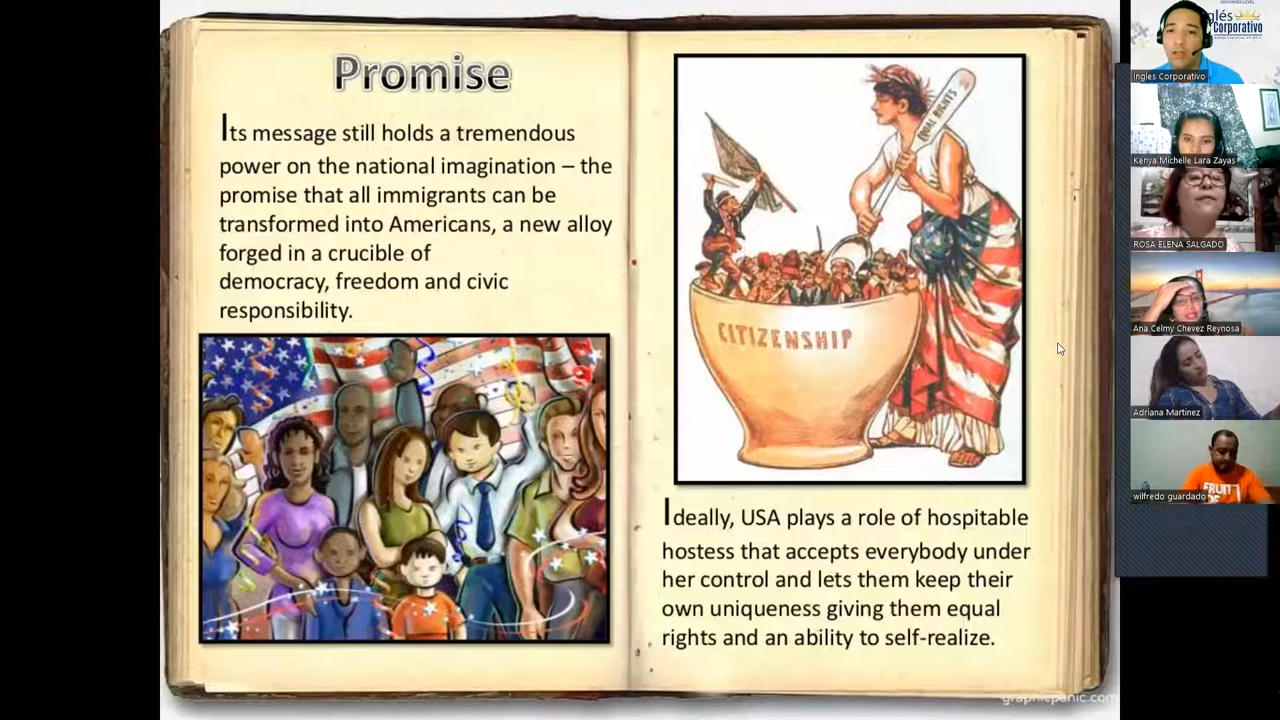 Promise
Its message still holds a tremendous
power on the national imagination – the
promise that all immigrants can be
transformed into Americans, a new alloy
forged in a crucible of
democracy, freedom and civic
responsibility.
EQUAL RIGHTS
CITIZENSHIP
Ideally, USA plays a role of hospitable
hostess that accepts everybody under
her control and lets them keep their
own uniqueness giving them equal
rights and an ability to self-realize.
graphicpanic.com
glés
Corporativo
Ingles Corporativo
Kenya Michelle Lara Zayas
ROSA ELENA SALGADO
Ana Celmy Chevez Reynosa
Adriana Martinez
FRUIT
wilfredo guardado